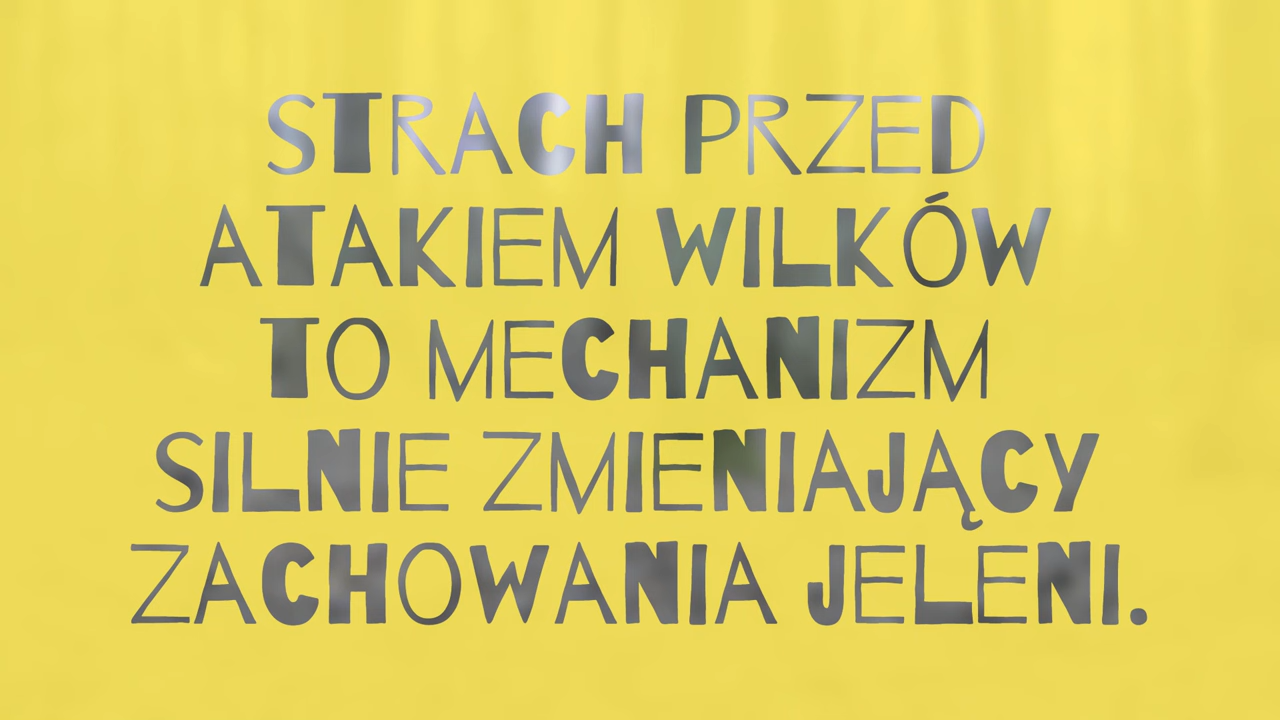 STRACH PRZED
ATAKIEM WILKÓW
TO MECHANIZM
SILNIE ZMIENIAJĄCY
ZACHOWANIA JELENI.